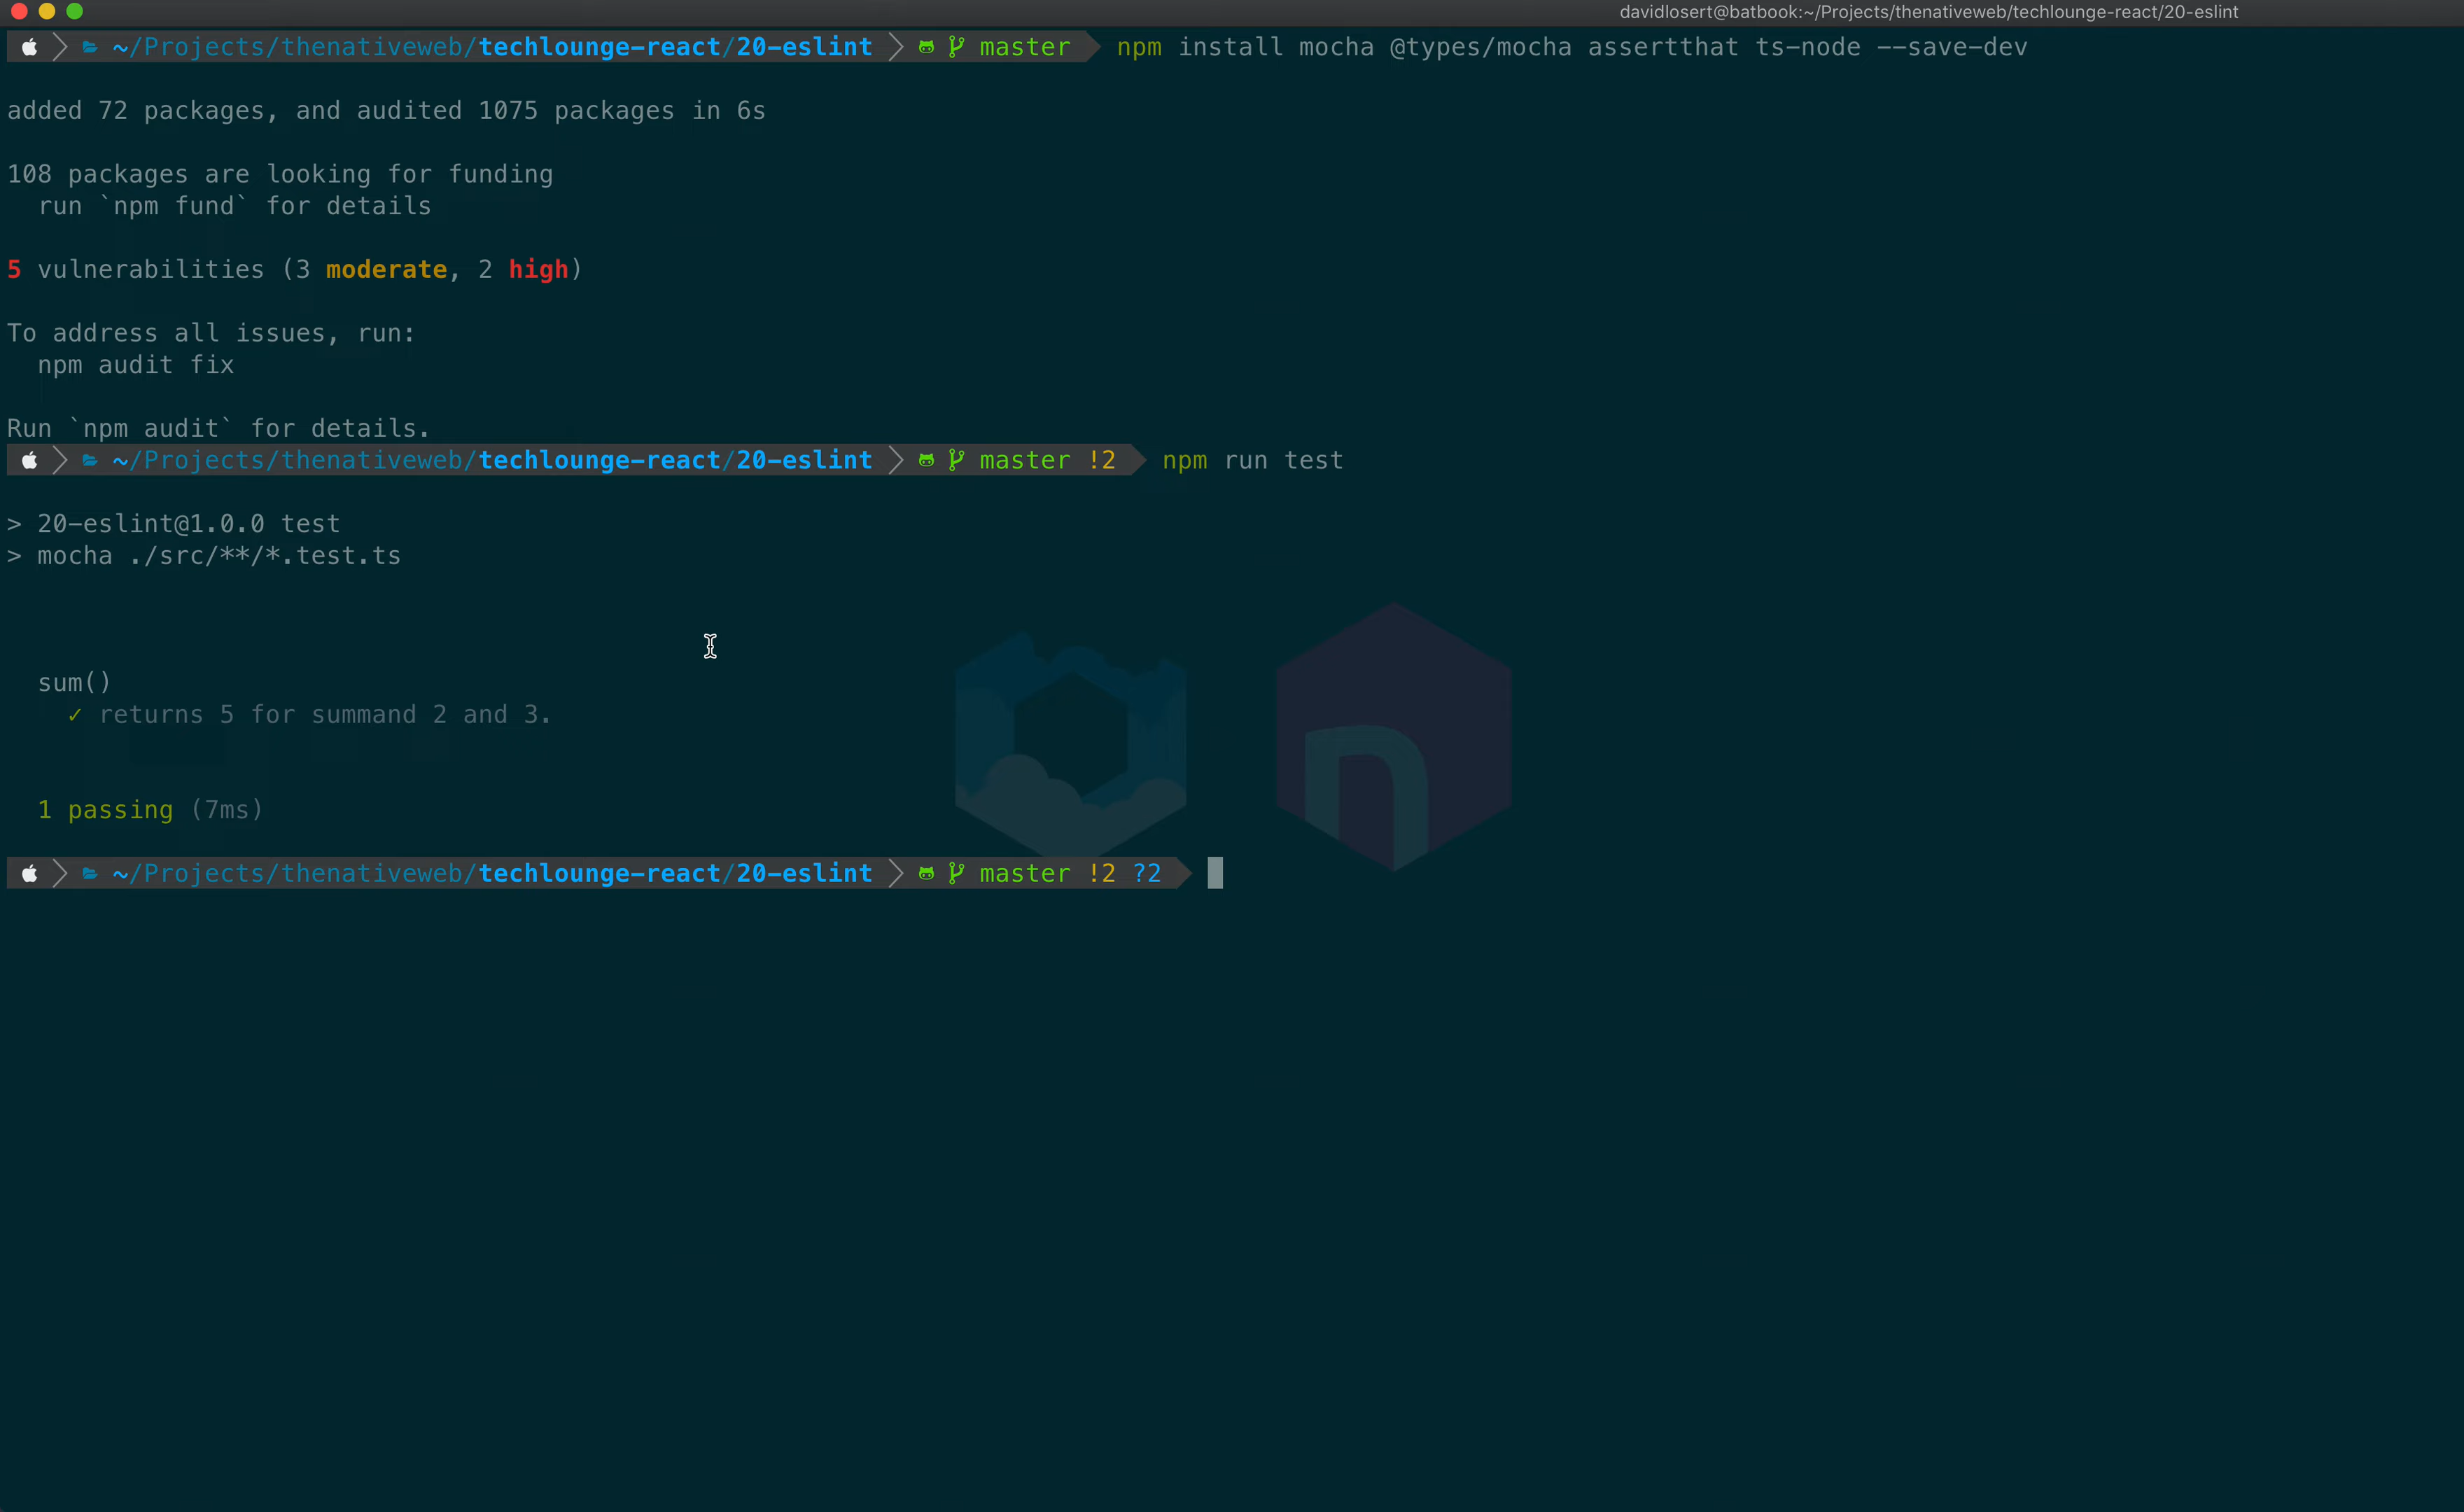 davidlosert@batbook:~/Projects/thenativeweb/techlounge-react/20-eslint
~/Projects/thenativeweb/techlounge-react/20-eslint master npm install mocha @types/mocha assertthat ts-node --save-dev
added 72 packages, and audited 1075 packages in 6s
108 packages are looking for funding
run `npm fund` for details
5 vulnerabilities (3 moderate, 2 high)
To address all issues, run:
npm audit fix
Run `npm audit` for details.
~/Projects/thenativeweb/techlounge-react/20-eslint master !2 npm run test
> 20-eslint@1.0.0 test
> mocha ./src/**/*.test.ts
sum()
✓ returns 5 for summand 2 and 3.
1 passing (7ms)
~/Projects/thenativeweb/techlounge-react/20-eslint master !2 ?2
n